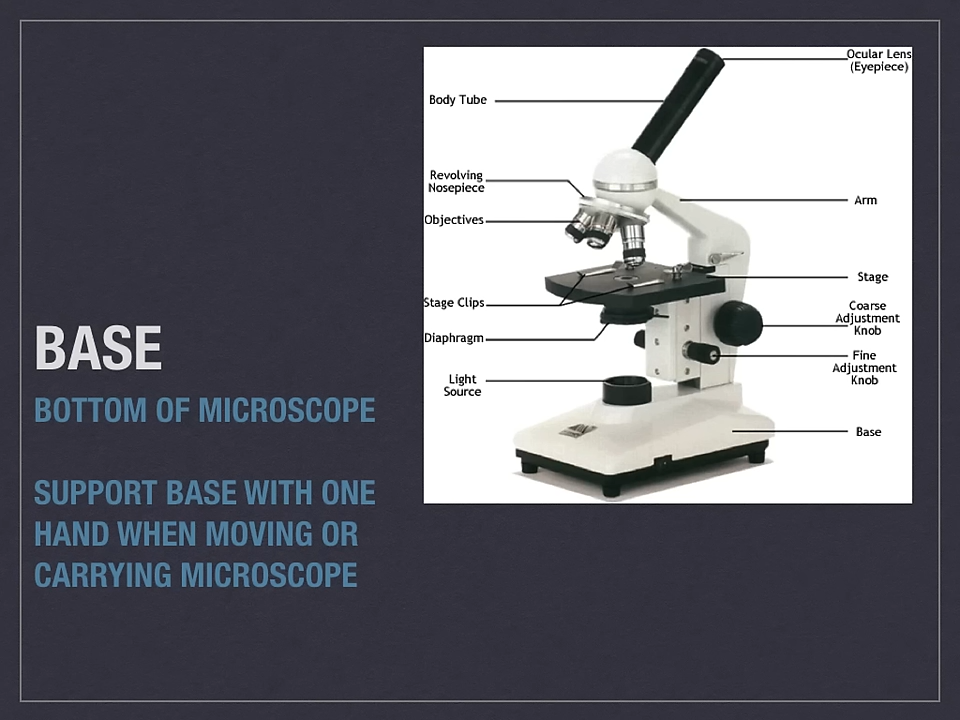 BASE
BOTTOM OF MICROSCOPE
SUPPORT BASE WITH ONE
HAND WHEN MOVING OR
CARRYING MICROSCOPE
Ocular Lens
(Eyepiece)
Body Tube
Revolving
Nosepiece
Arm
Objectives
Stage
Stage Clips
Coarse
Adjustment
Knob
Diaphragm
Fine
Adjustment
Knob
Light
Source
Base